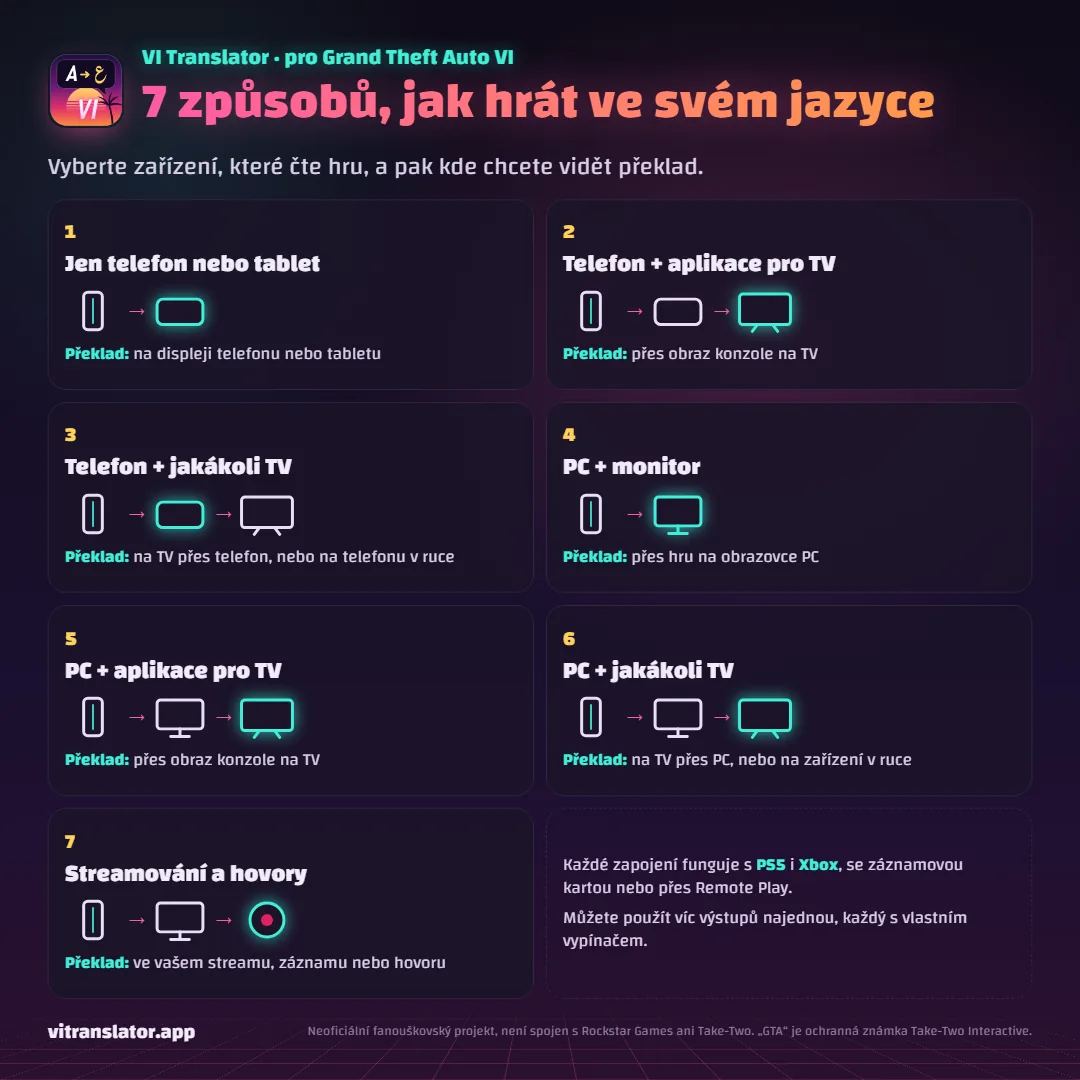 A→ع
VI
VI Translator · pro Grand Theft Auto VI
7 způsobů, jak hrát ve svém jazyce
Vyberte zařízení, které čte hru, a pak kde chcete vidět překlad.
1
Jen telefon nebo tablet
→
Překlad: na displeji telefonu nebo tabletu
2
Telefon + aplikace pro TV
→ →
Překlad: přes obraz konzole na TV
3
Telefon + jakákoli TV
→ →
Překlad: na TV přes telefon, nebo na telefonu v ruce
4
PC + monitor
→
Překlad: přes hru na obrazovce PC
5
PC + aplikace pro TV
→ →
Překlad: přes obraz konzole na TV
6
PC + jakákoli TV
→ →
Překlad: na TV přes PC, nebo na zařízení v ruce
7
Streamování a hovory
→ →
Překlad: ve vašem streamu, záznamu nebo hovoru
Každé zapojení funguje s PS5 i Xbox, se záznamovou
kartou nebo přes Remote Play.
Můžete použít víc výstupů najednou, každý s vlastním
vypínačem.
vitranslator.app
Neoficiální fanouškovský projekt, není spojen s Rockstar Games ani Take-Two. „GTA“ je ochranná známka Take-Two Interactive.